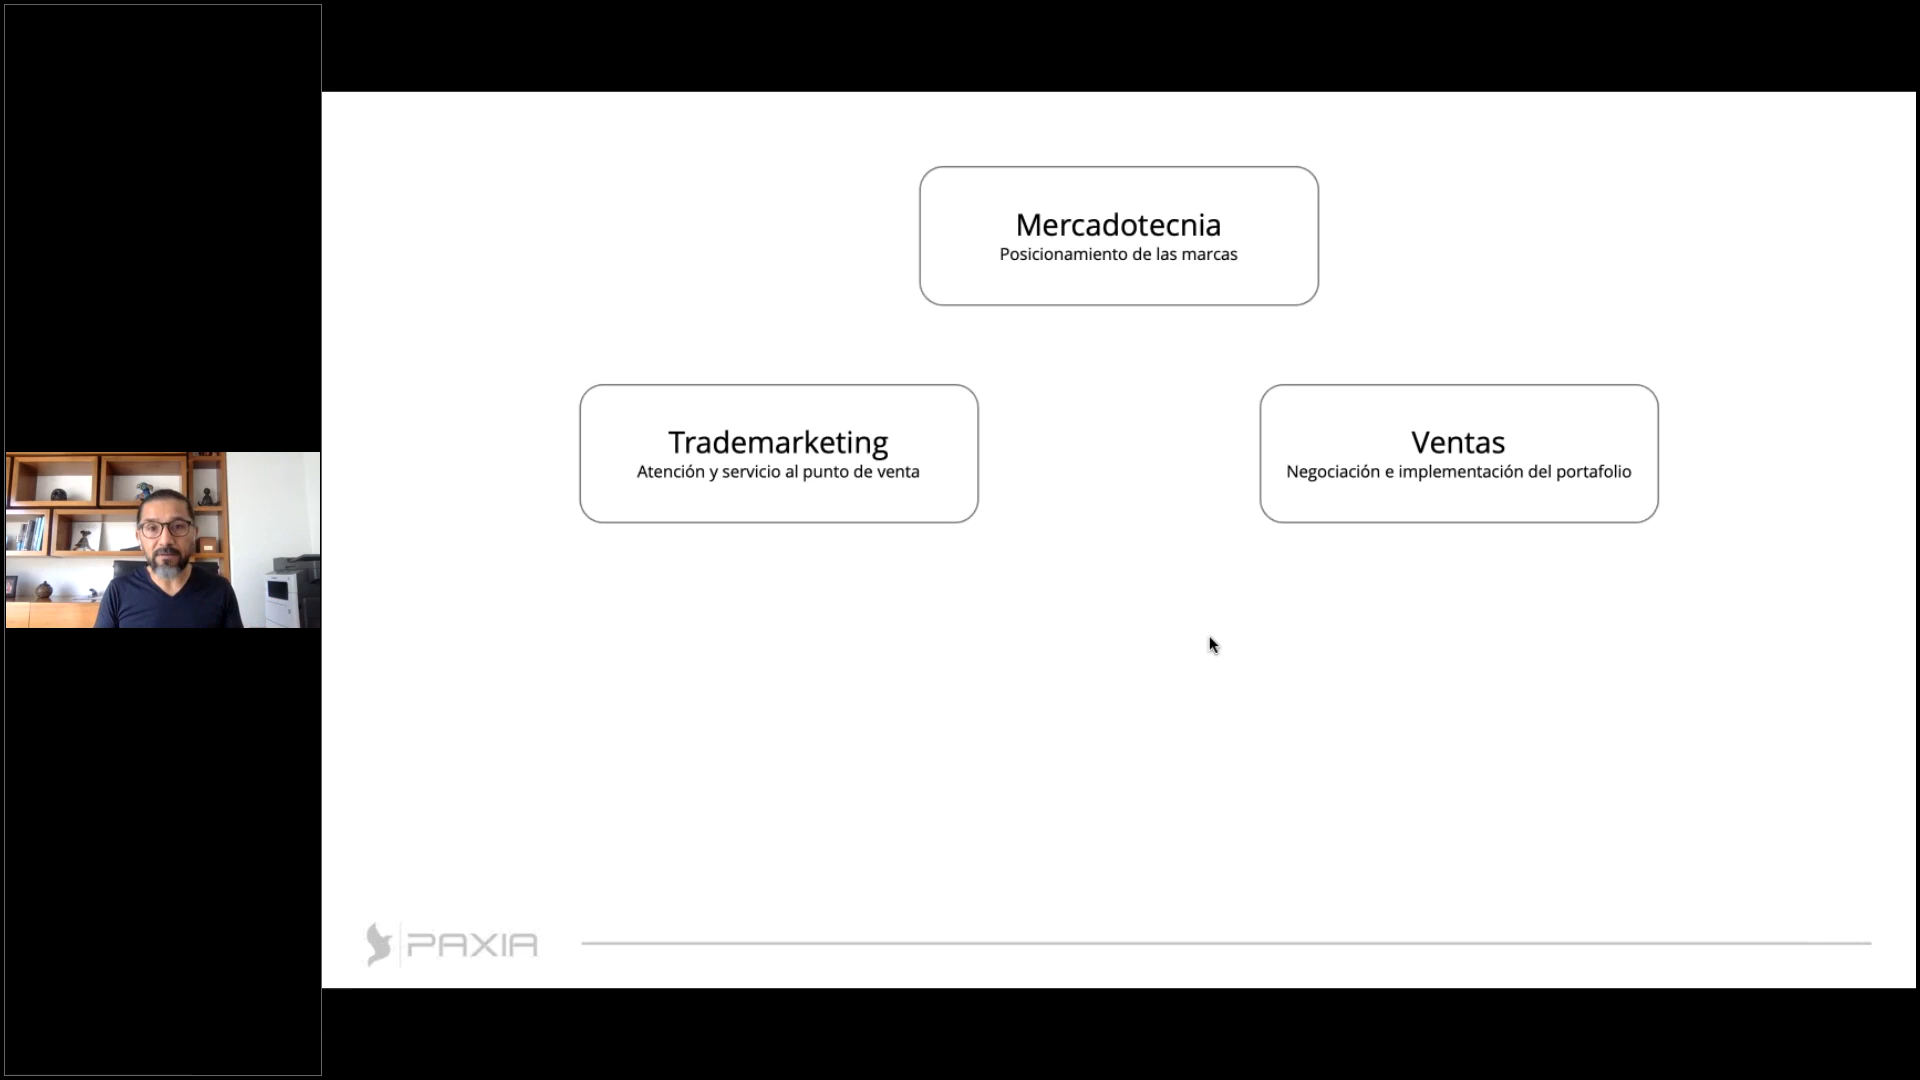 Mercadotecnia
Posicionamiento de las marcas
Trademarketing
Atención y servicio al punto de venta
Ventas
Negociación e implementación del portafolio
PAXIA